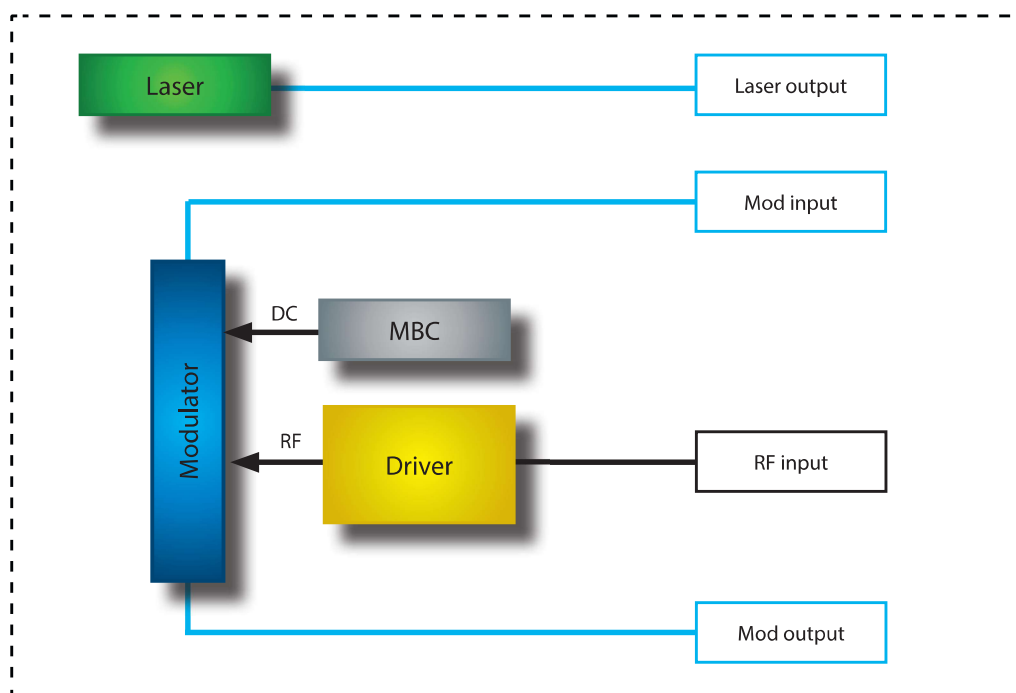 Laser
Laser output
Mod input
DC
MBC
Modulator
RF
Driver
RF input
Mod output